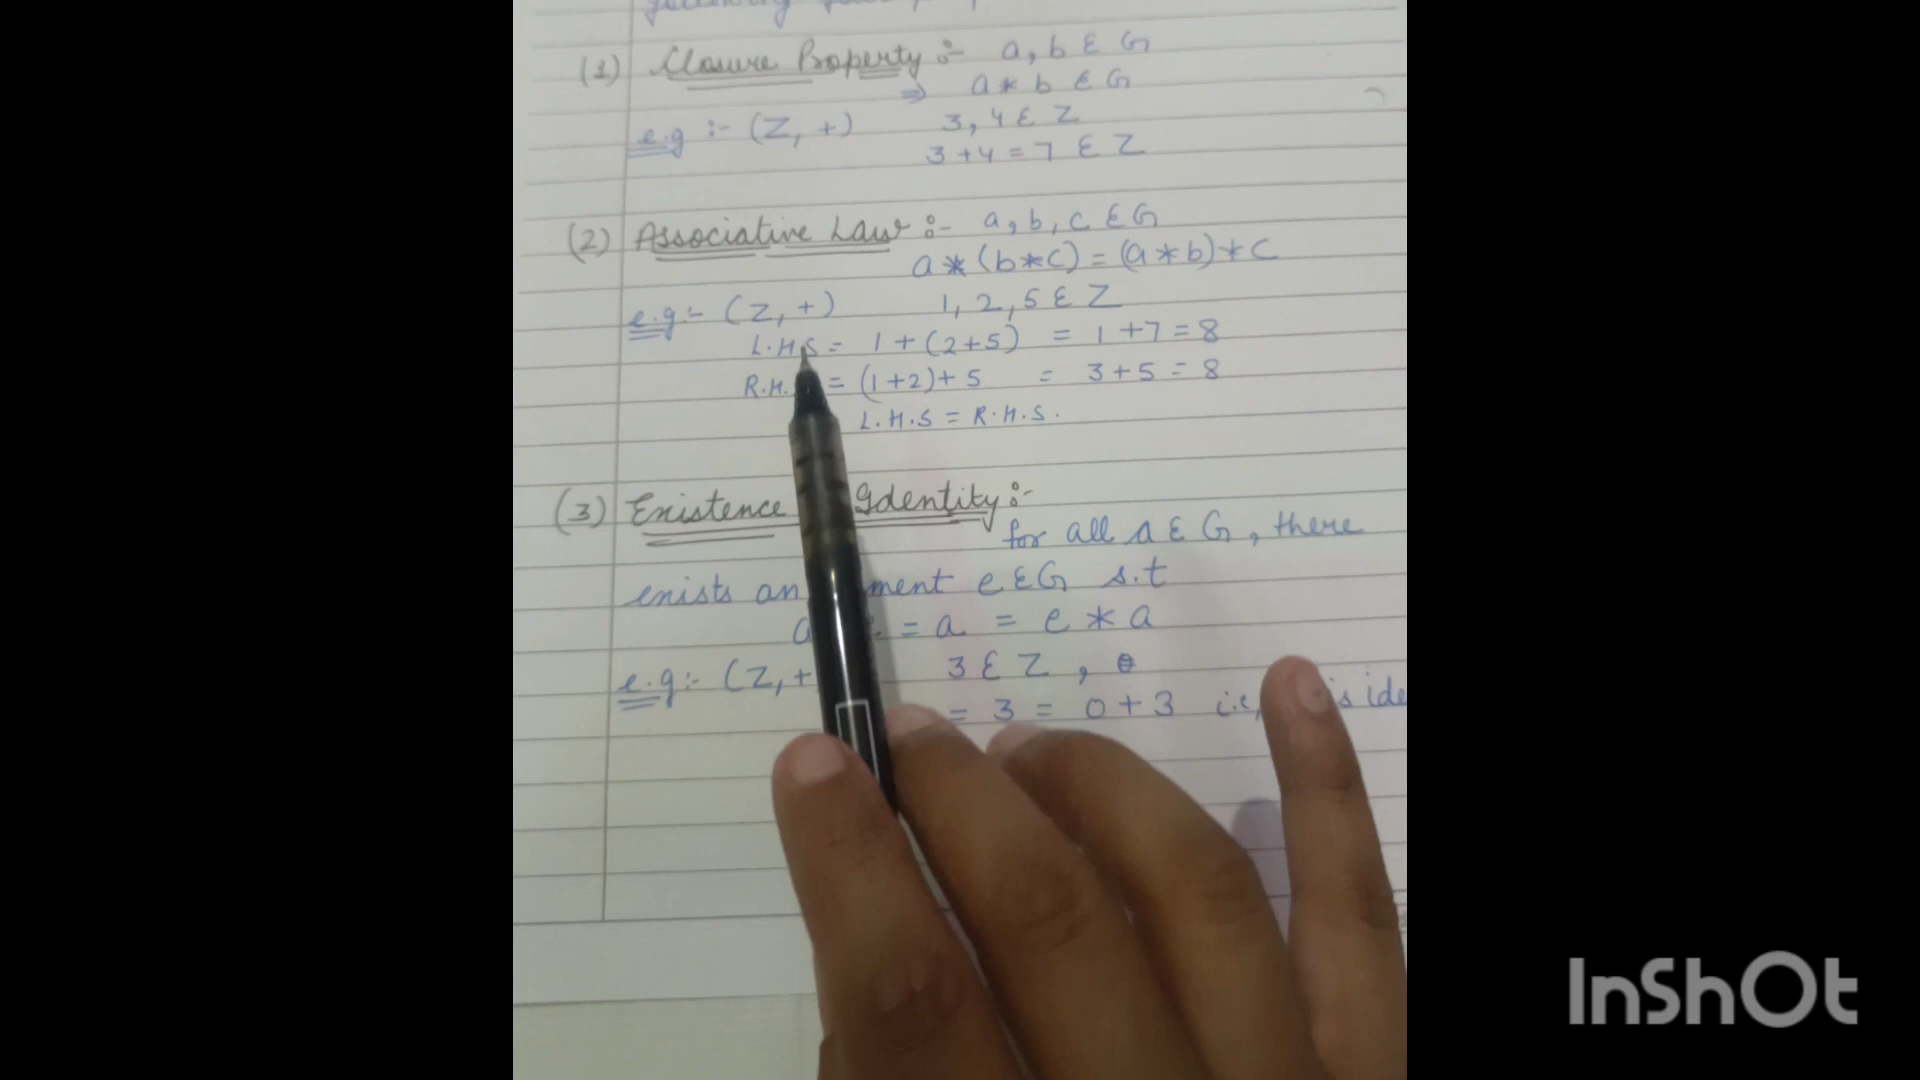 (1) Closure Property :- a, b ∈ G
⇒ a * b ∈ G
e.g :- (Z, +) 3, 4 ∈ Z
3 + 4 = 7 ∈ Z
(2) Associative Law :- a, b, c ∈ G
a * (b * c) = (a * b) * c
e.g :- (Z, +) 1, 2, 5 ∈ Z
L.H.S = 1 + (2+5) = 1 + 7 = 8
R.H. = (1+2) + 5 = 3 + 5 = 8
L.H.S = R.H.S.
(3) Existence Identity :-
for all a ∈ G, there
exists an ment e ∈ G s.t
a = a = e * a
e.g :- (Z, + 3 ∈ Z ,
= 3 = 0 + 3 i.e, is ide
InShOt